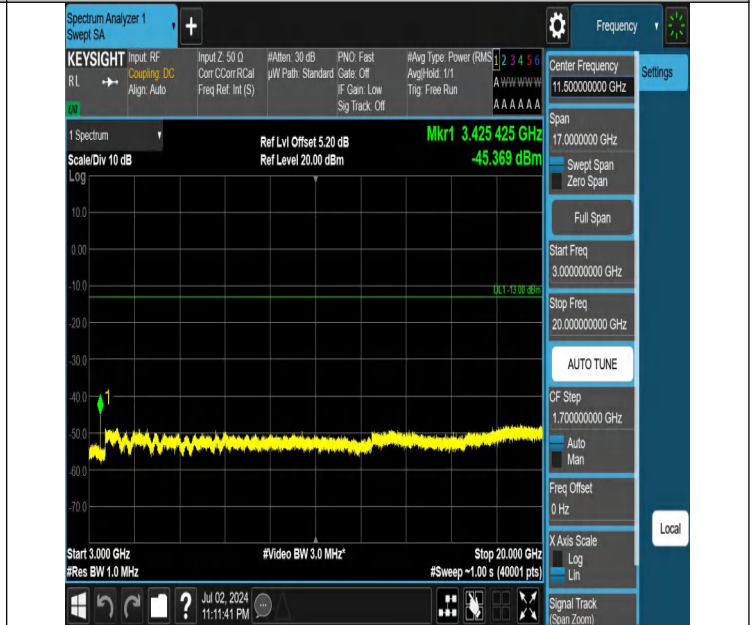 Spectrum Analyzer 1
Swept SA
+
Frequency
KEYSIGHT
RL
LXI
Input: RF
Coupling: DC
Align: Auto
Input Z: 50 Ω
Corr CCorr RCal
Freq Ref: Int (S)
#Atten: 30 dB
µW Path: Standard
PNO: Fast
Gate: Off
IF Gain: Low
Sig Track: Off
#Avg Type: Power (RMS
Avg|Hold: 1/1
Trig: Free Run
1 2 3 4 5 6
A W W W W W
A A A A A A
1 Spectrum
Scale/Div 10 dB
Log
Ref Lvl Offset 5.20 dB
Ref Level 20.00 dBm
Mkr1 3.425 425 GHz
-45.369 dBm
10.0
0.00
-10.0
DL1 -13.00 dBm
-20.0
-30.0
-40.0
1
-50.0
-60.0
-70.0
Start 3.000 GHz
#Res BW 1.0 MHz
#Video BW 3.0 MHz*
Stop 20.000 GHz
#Sweep ~1.00 s (40001 pts)
Jul 02, 2024
11:11:41 PM
?
Center Frequency
11.500000000 GHz
Settings
Span
17.0000000 GHz
Swept Span
Zero Span
Full Span
Start Freq
3.000000000 GHz
Stop Freq
20.000000000 GHz
AUTO TUNE
CF Step
1.700000000 GHz
Auto
Man
Freq Offset
0 Hz
Local
X Axis Scale
Log
Lin
Signal Track
(Span Zoom)